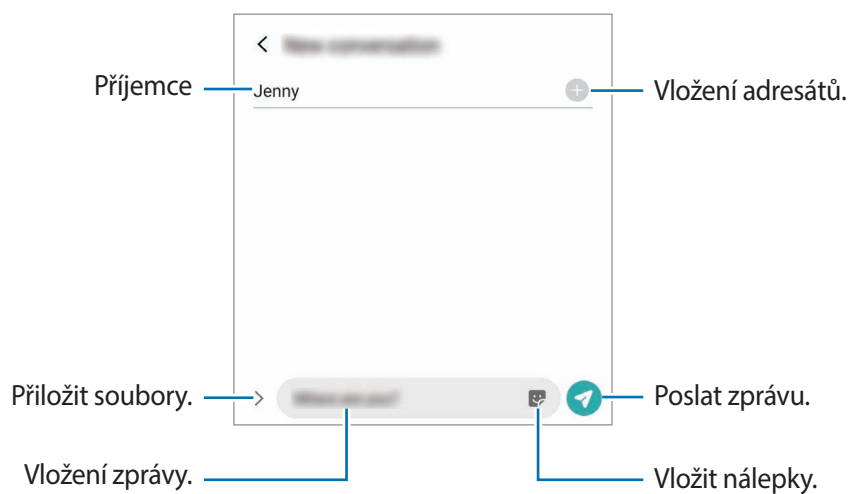 Příjemce
Jenny
Vložení adresátů.
Přiložit soubory.
Poslat zprávu.
Vložení zprávy.
Vložit nálepky.